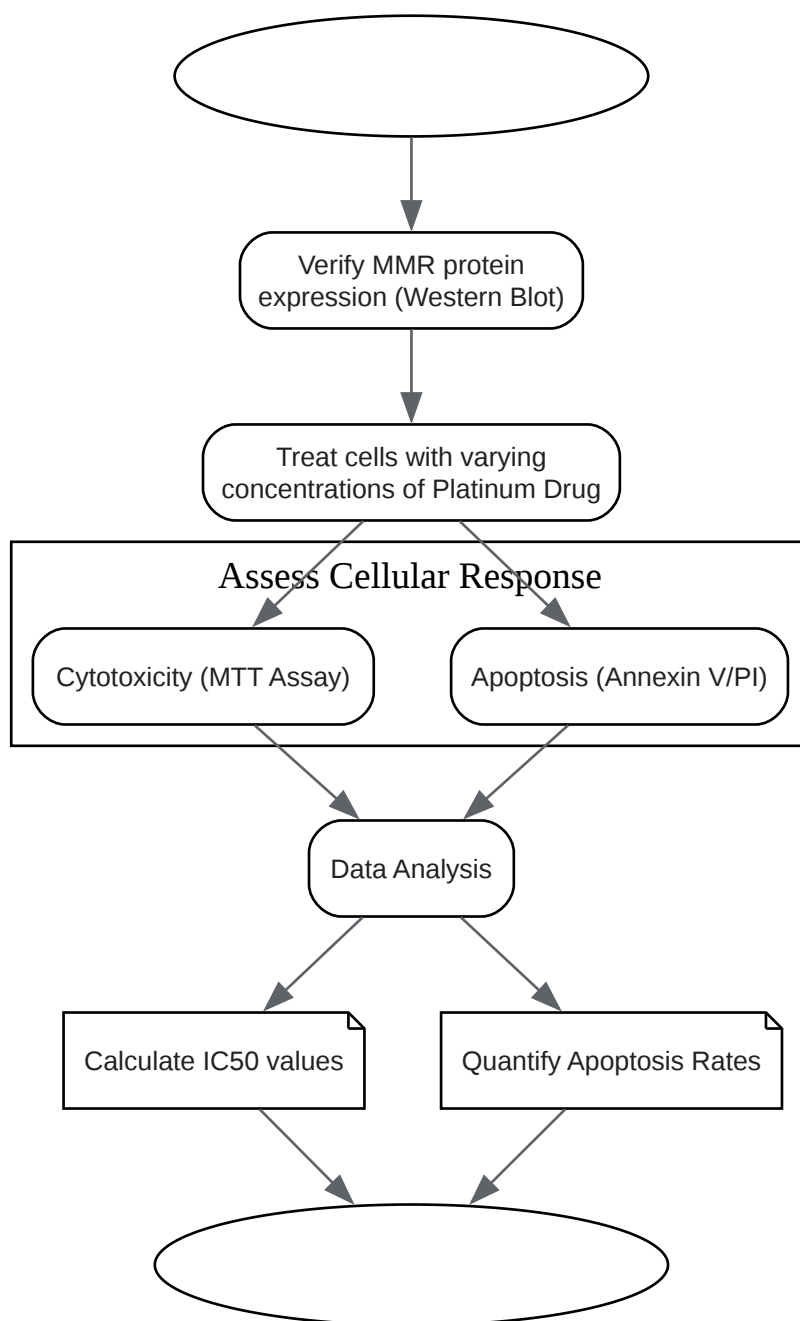 Verify MMR protein
expression (Western Blot)
Treat cells with varying
concentrations of Platinum Drug
Assess Cellular Response
Cytotoxicity (MTT Assay)
Apoptosis (Annexin V/PI)
Data Analysis
Calculate IC50 values
Quantify Apoptosis Rates